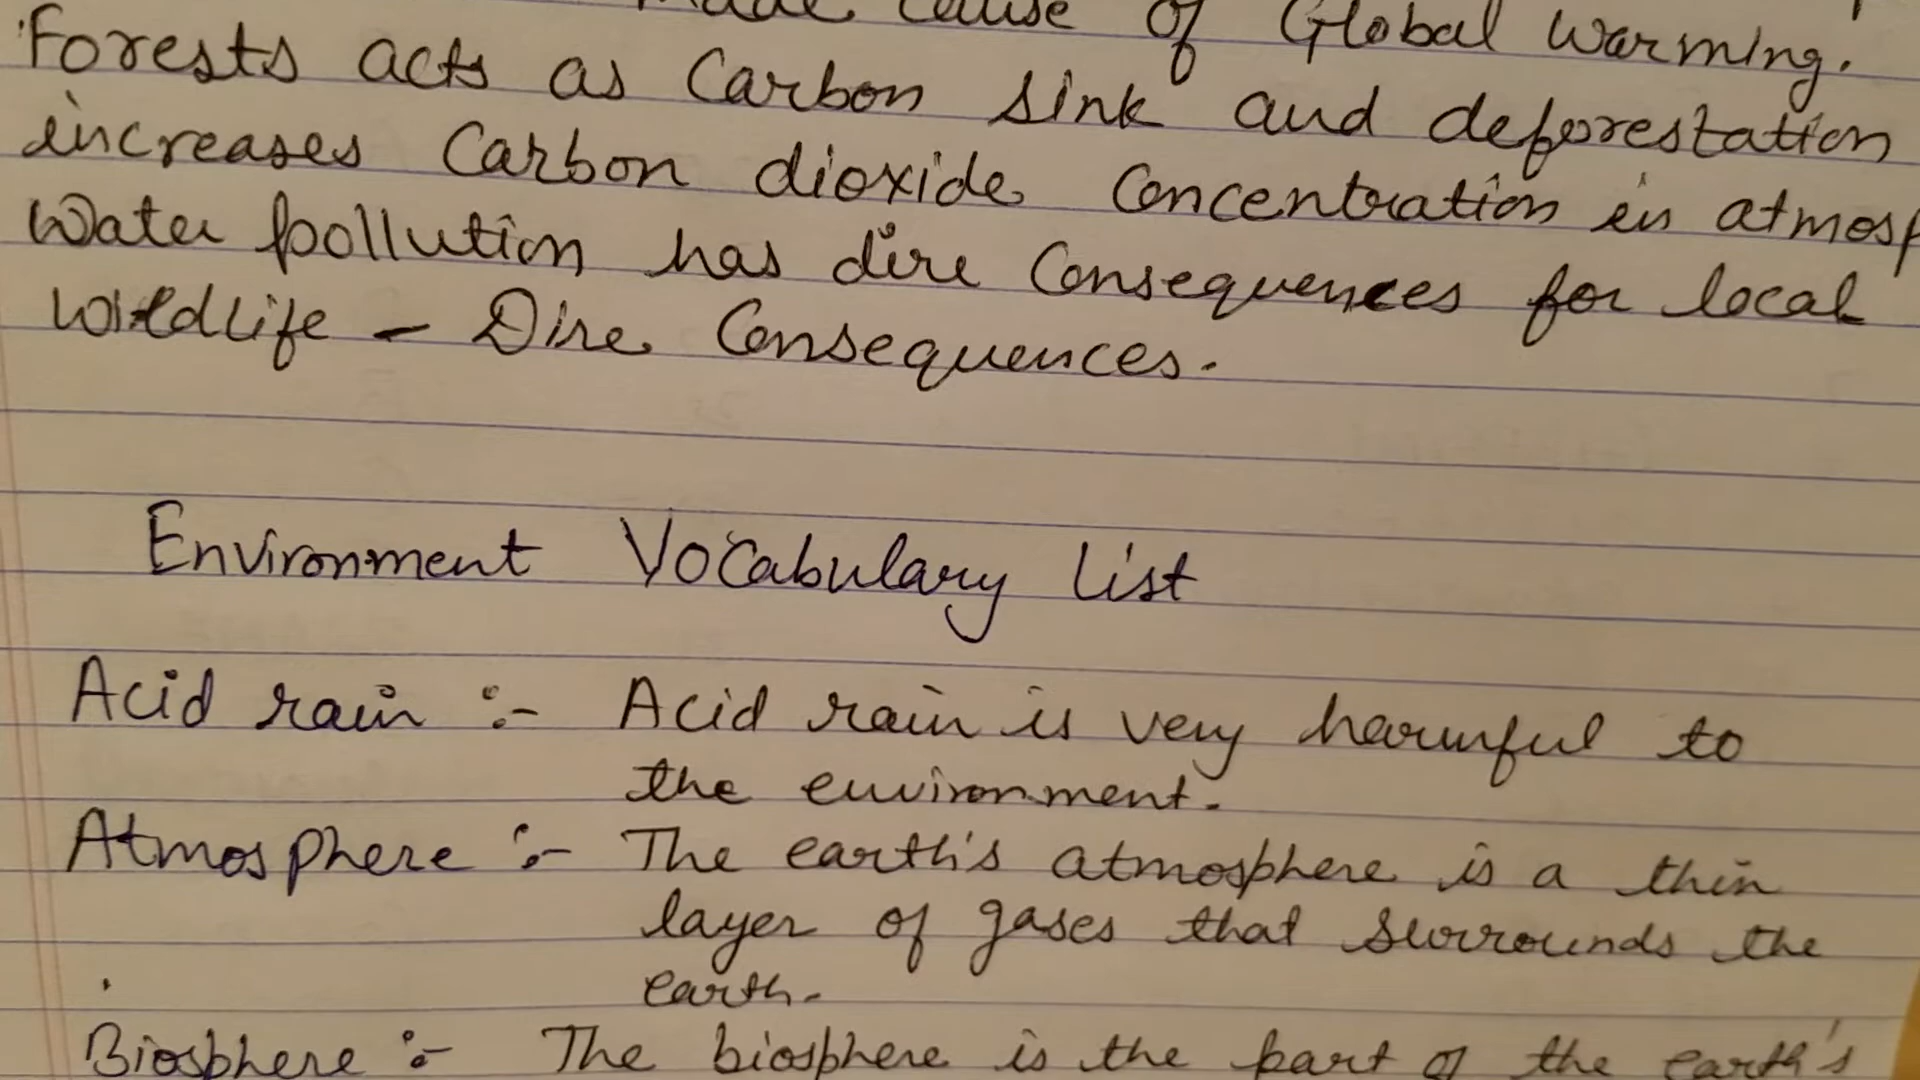 made cause of Global warming.
Forests acts as Carbon sink and deforestation
increases Carbon dioxide Concentration in atmosp
Water pollution has dire Consequences for local
Wildlife - Dire Consequences.
Environment Vocabulary List
Acid rain :- Acid rain is very harmful to
the environment.
Atmosphere :- The earth's atmosphere is a thin
layer of gases that surrounds the
earth.
Biosphere :- The biosphere is the part of the earth's